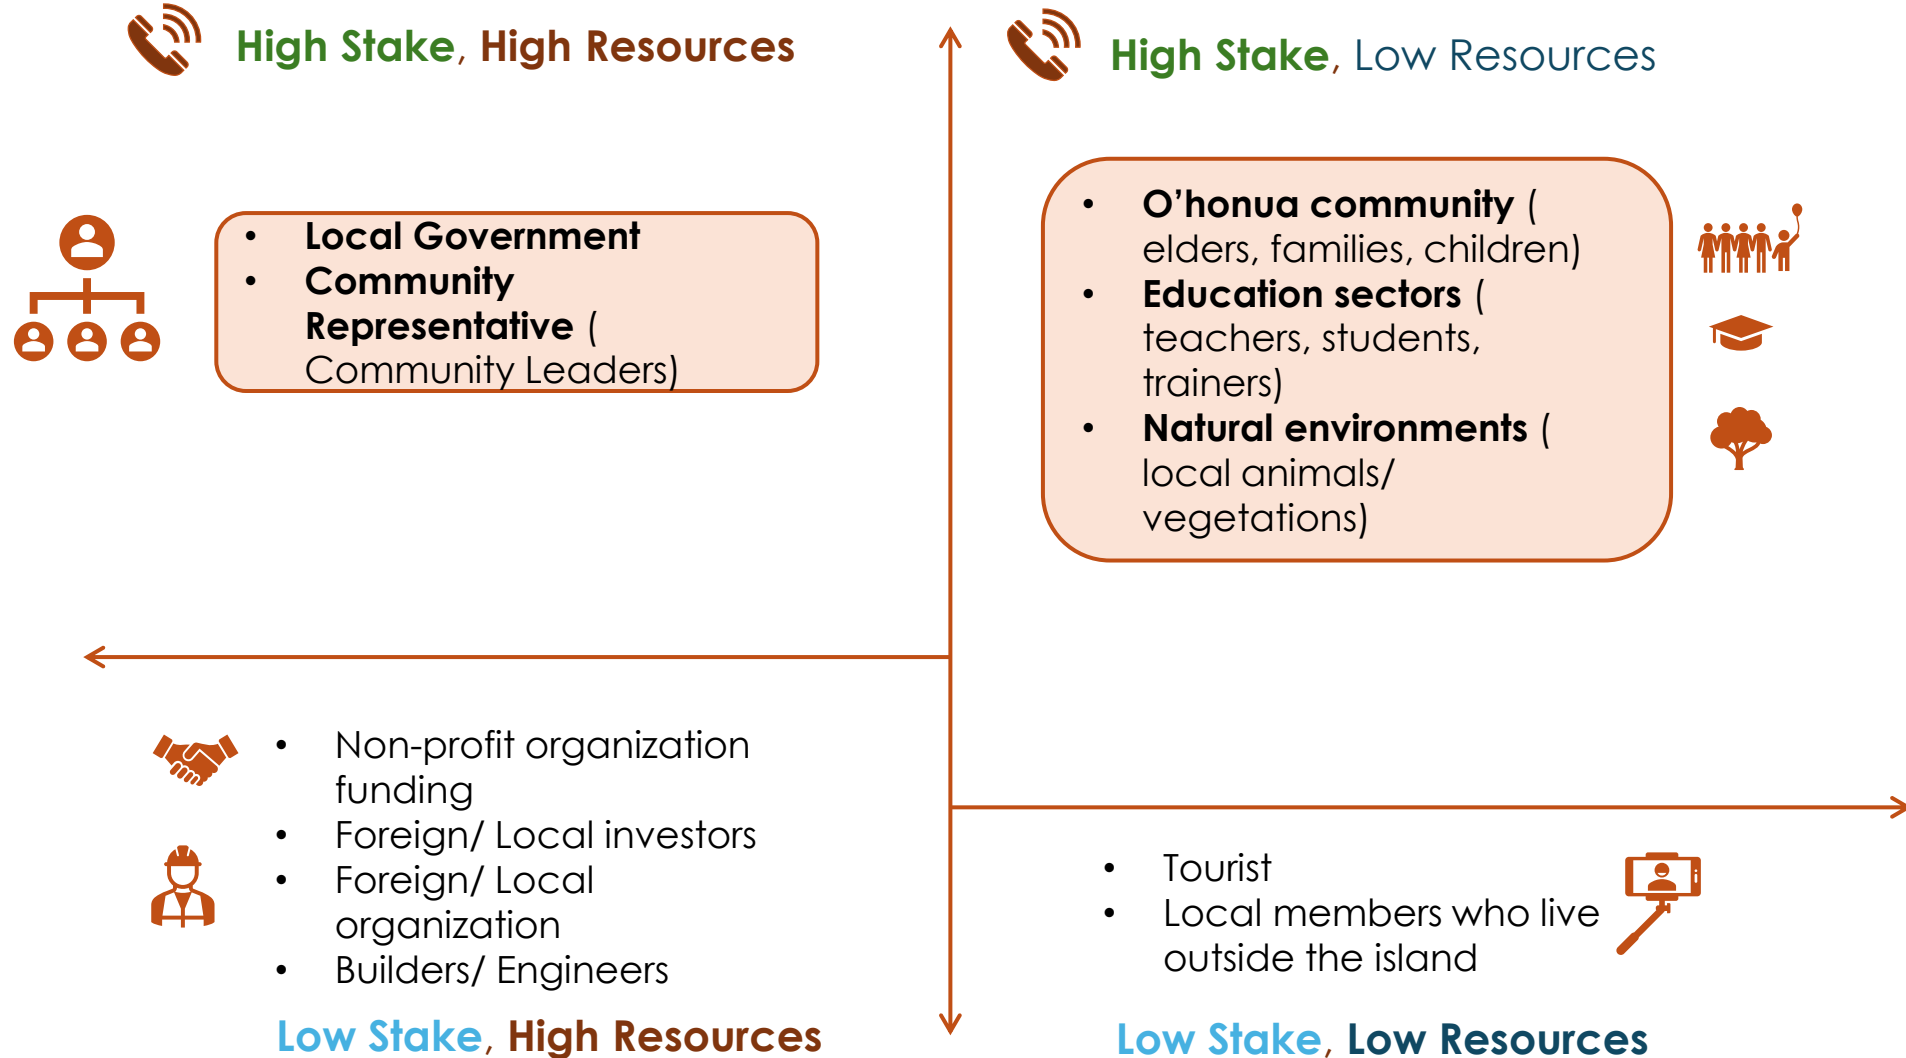 High Stake, High Resources
• Local Government
• Community
Representative (
Community Leaders)
High Stake, Low Resources
• O’honua community (
elders, families, children)
• Education sectors (
teachers, students,
trainers)
• Natural environments (
local animals/
vegetations)
• Non-profit organization
funding
• Foreign/ Local investors
• Foreign/ Local
organization
• Builders/ Engineers
Low Stake, High Resources
• Tourist
• Local members who live
outside the island
Low Stake, Low Resources